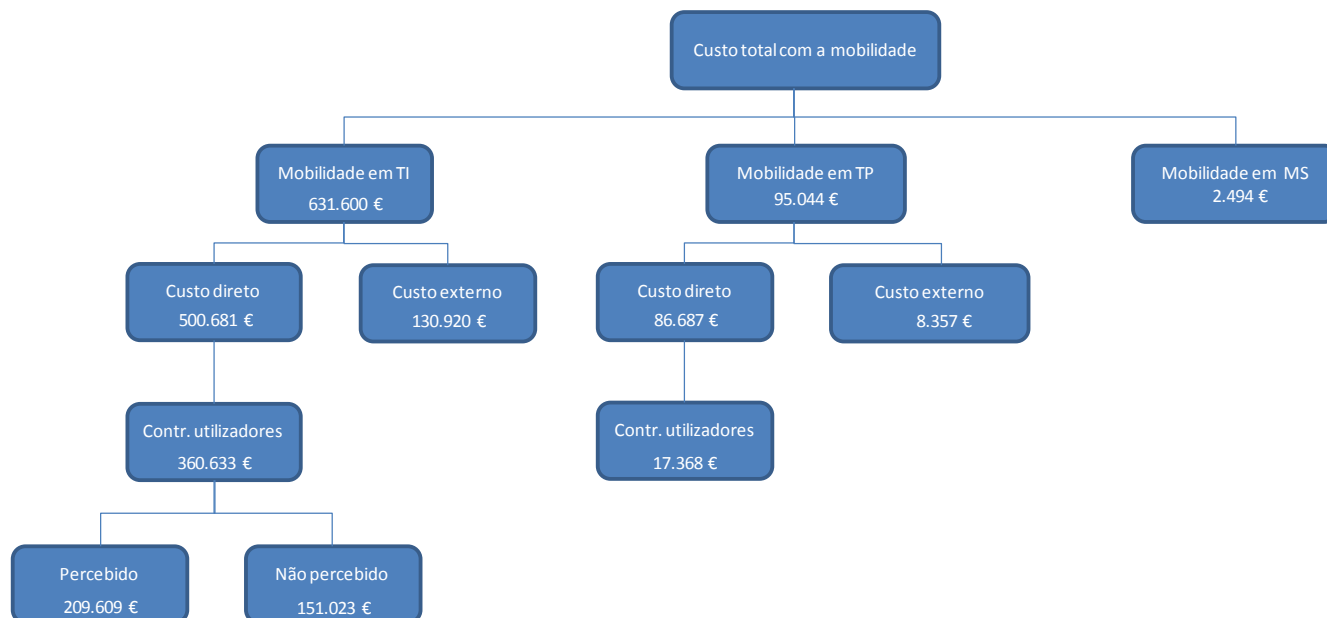 Custo total com a mobilidade
Mobilidade em TI
631.600 €
Mobilidade em TP
95.044 €
Mobilidade em MS
2.494 €
Custo direto
500.681 €
Custo externo
130.920 €
Custo direto
86.687 €
Custo externo
8.357 €
Contr. utilizadores
360.633 €
Contr. utilizadores
17.368 €
Percebido
209.609 €
Não percebido
151.023 €